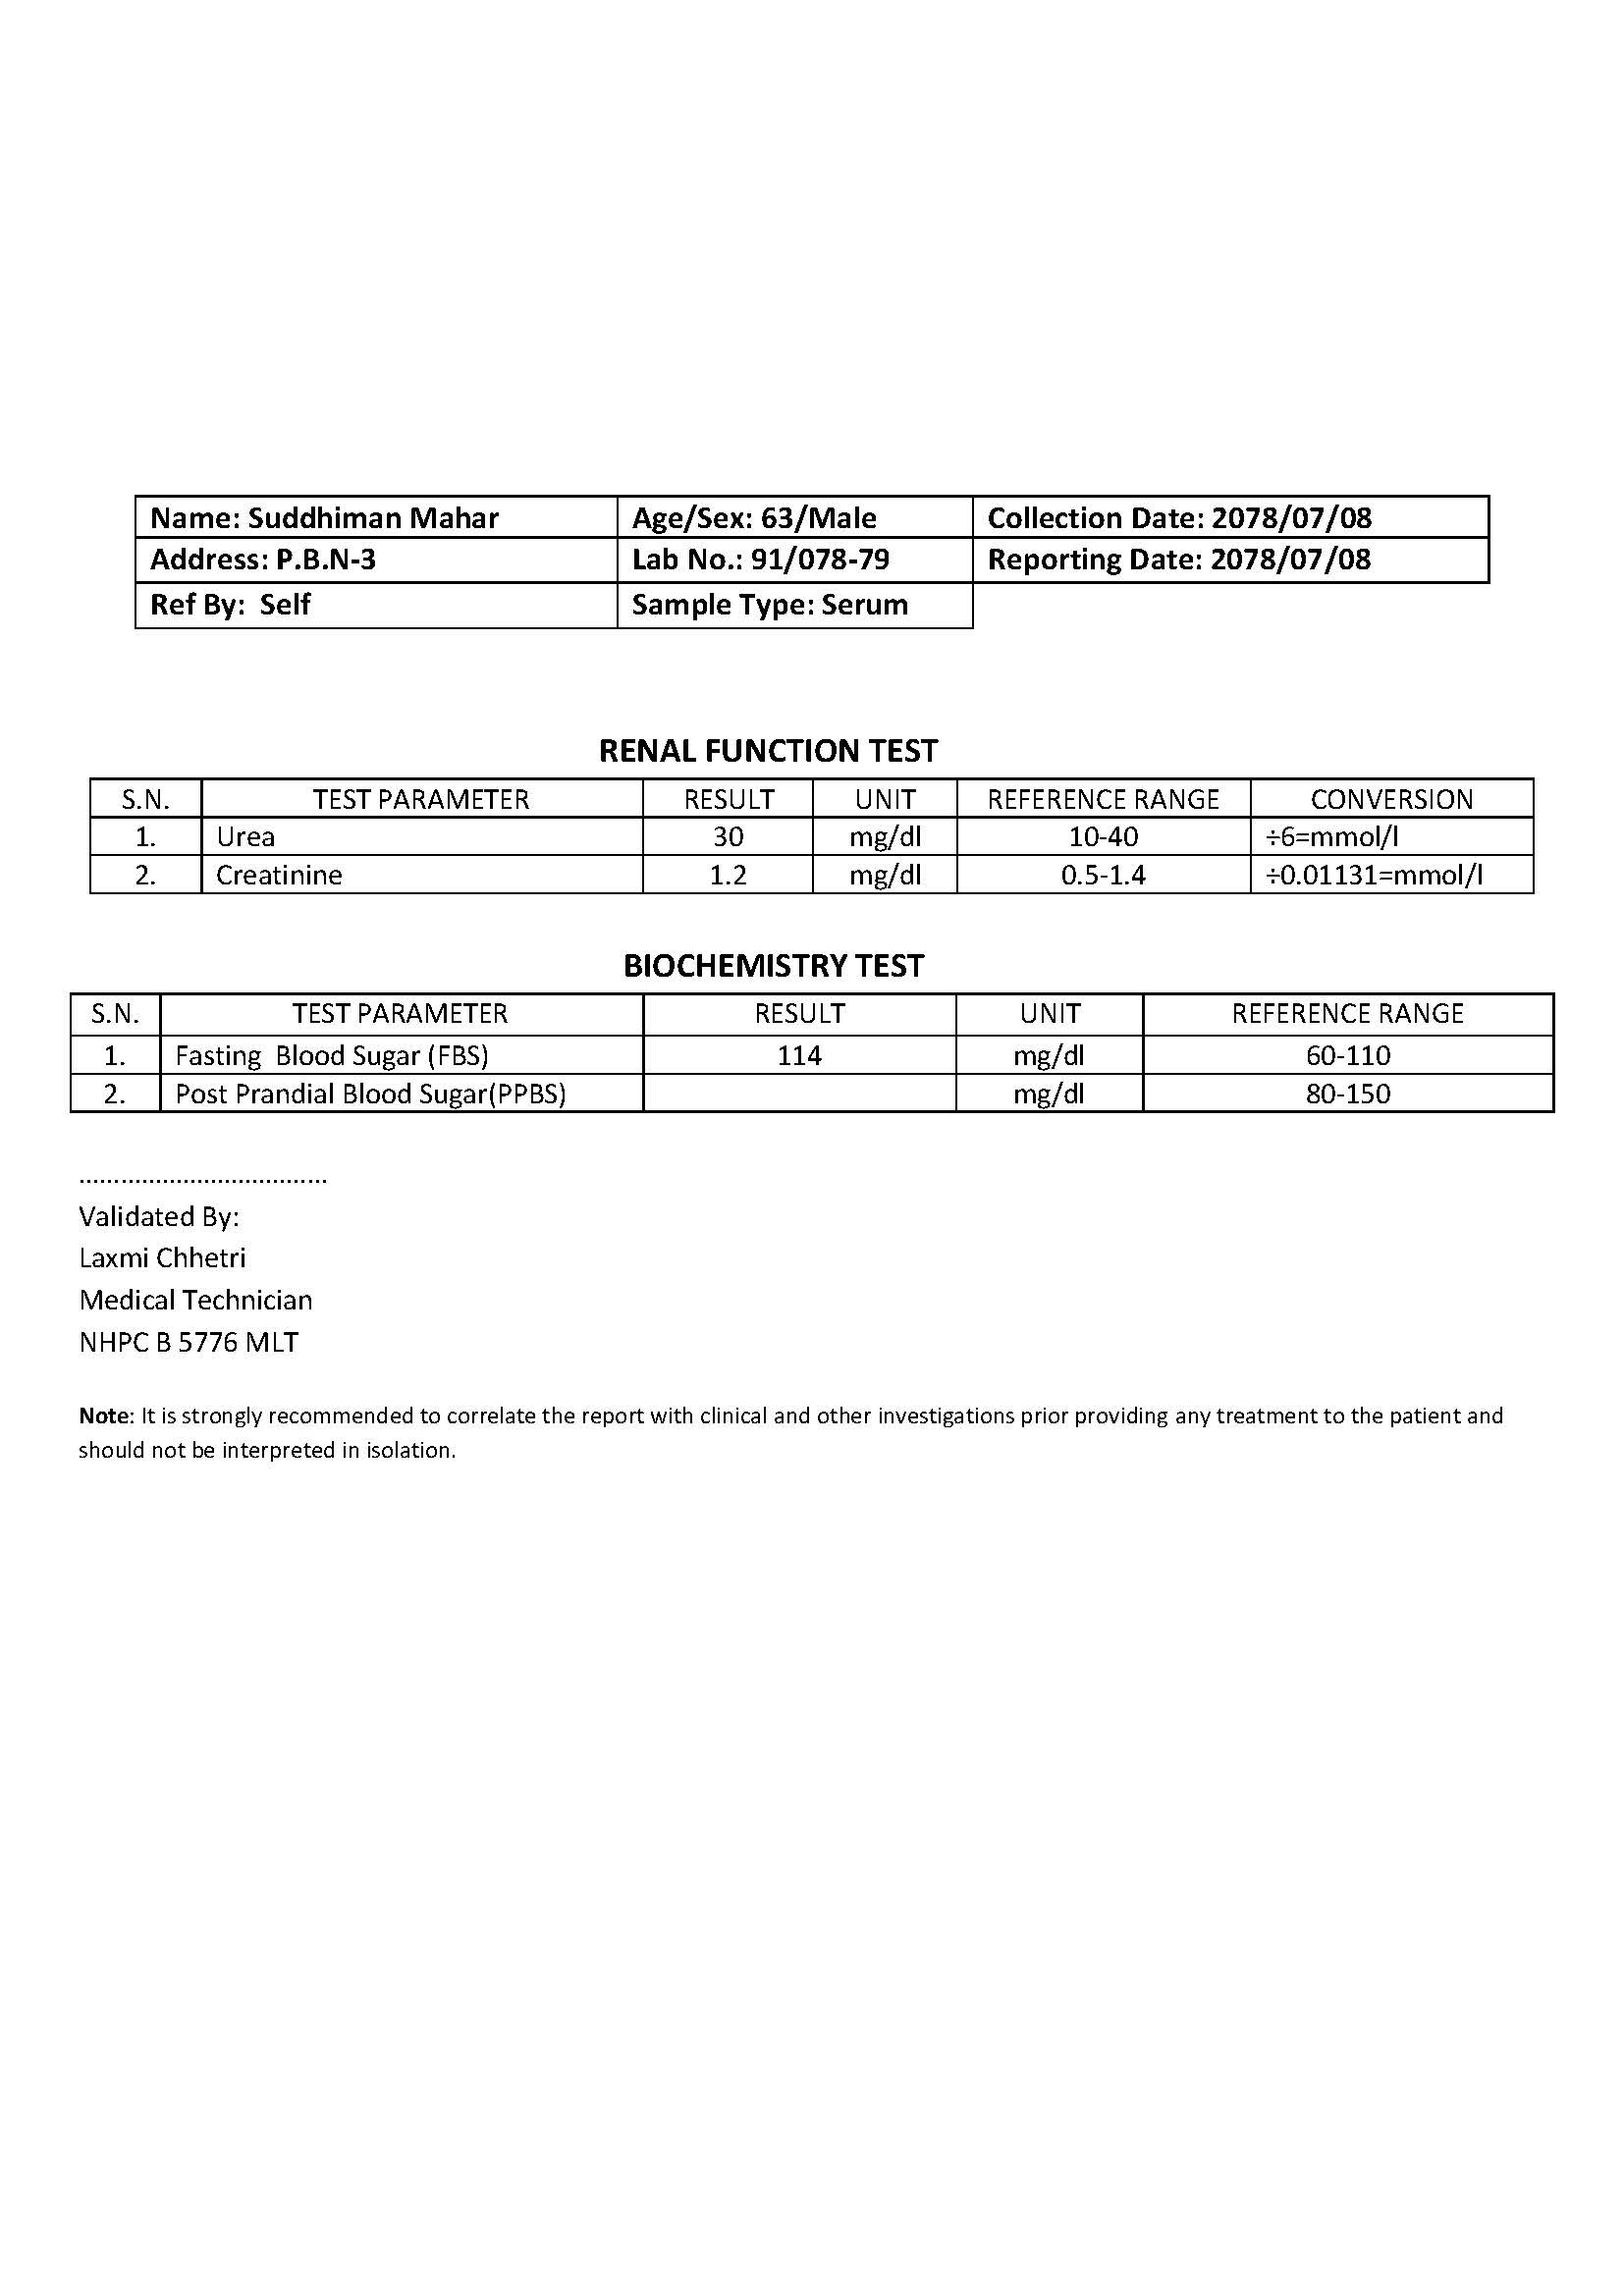 Name: Suddhiman Mahar Age/Sex: 63/Male Collection Date: 2078/07/08
Address: P.B.N-3 Lab No.: 91/078-79 Reporting Date: 2078/07/08
Ref By: Self Sample Type: Serum
RENAL FUNCTION TEST
S.N. TEST PARAMETER RESULT UNIT REFERENCE RANGE CONVERSION
1. Urea 30 mg/dl 10-40 ÷6=mmol/l
2. Creatinine 1.2 mg/dl 0.5-1.4 ÷0.01131=mmol/l
BIOCHEMISTRY TEST
S.N. TEST PARAMETER RESULT UNIT REFERENCE RANGE
1. Fasting Blood Sugar (FBS) 114 mg/dl 60-110
2. Post Prandial Blood Sugar(PPBS) mg/dl 80-150
....................................
Validated By:
Laxmi Chhetri
Medical Technician
NHPC B 5776 MLT
Note: It is strongly recommended to correlate the report with clinical and other investigations prior providing any treatment to the patient and
should not be interpreted in isolation.